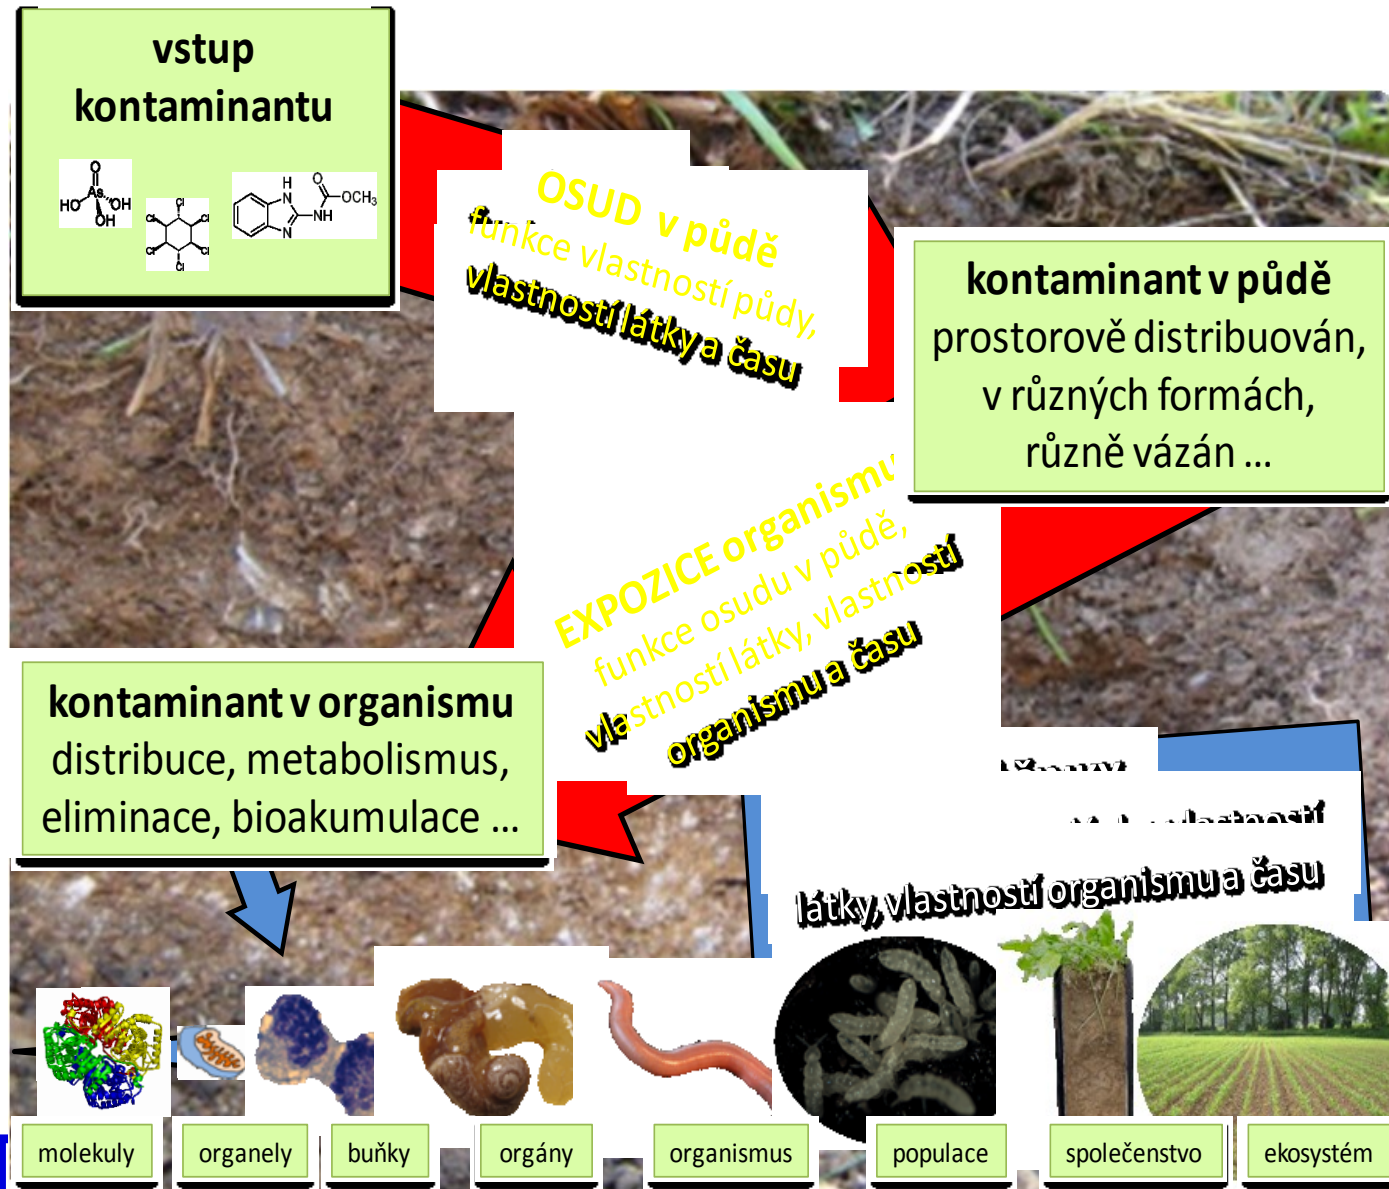 vstup
kontaminantu
O
As
HO
OH
OH
Cl
Cl
Cl
Cl
Cl
Cl
H
N
N
O
NH
OCH3
OSUD v půdě
funkce vlastností půdy,
vlastností látky a času
kontaminant v půdě
prostorově distribuován,
v různých formách,
různě vázán ...
EXPOZICE organismu
funkce osudu v půdě,
vlastností látky, vlastností
organismu a času
kontaminant v organismu
distribuce, metabolismus,
eliminace, bioakumulace ...
vlastností
látky, vlastností organismu a času
molekuly
organely
buňky
orgány
organismus
populace
společenstvo
ekosystém